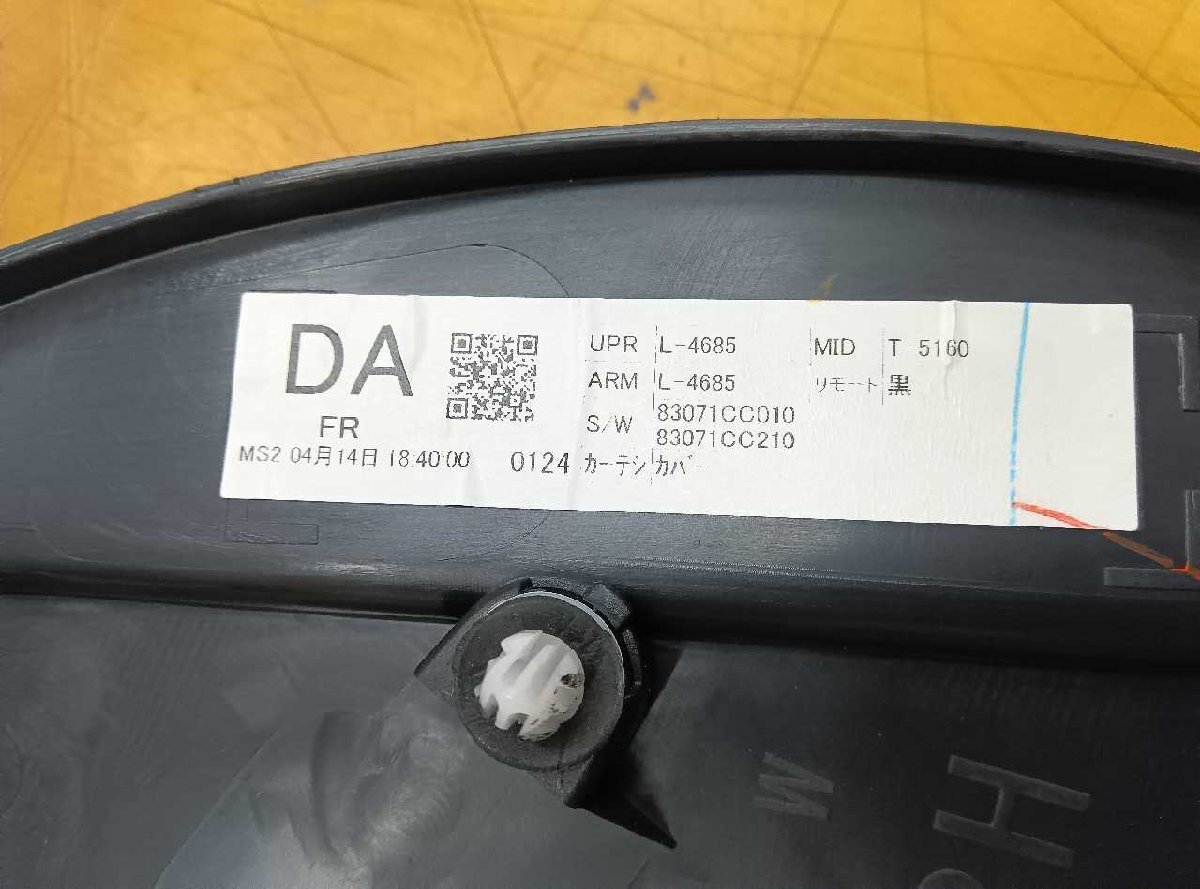 DA
FR
MS2 04月14日 18:40:00 0124
UPR L-4685 MID T 5160
ARM L-4685 リモート 黒
S/W 83071CC010
83071CC210
カーテシ カバー
M
H